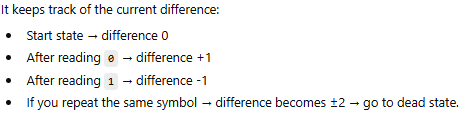 It keeps track of the current difference:
• Start state → difference 0
• After reading 0 → difference +1
• After reading 1 → difference -1
• If you repeat the same symbol → difference becomes ±2 → go to dead state.